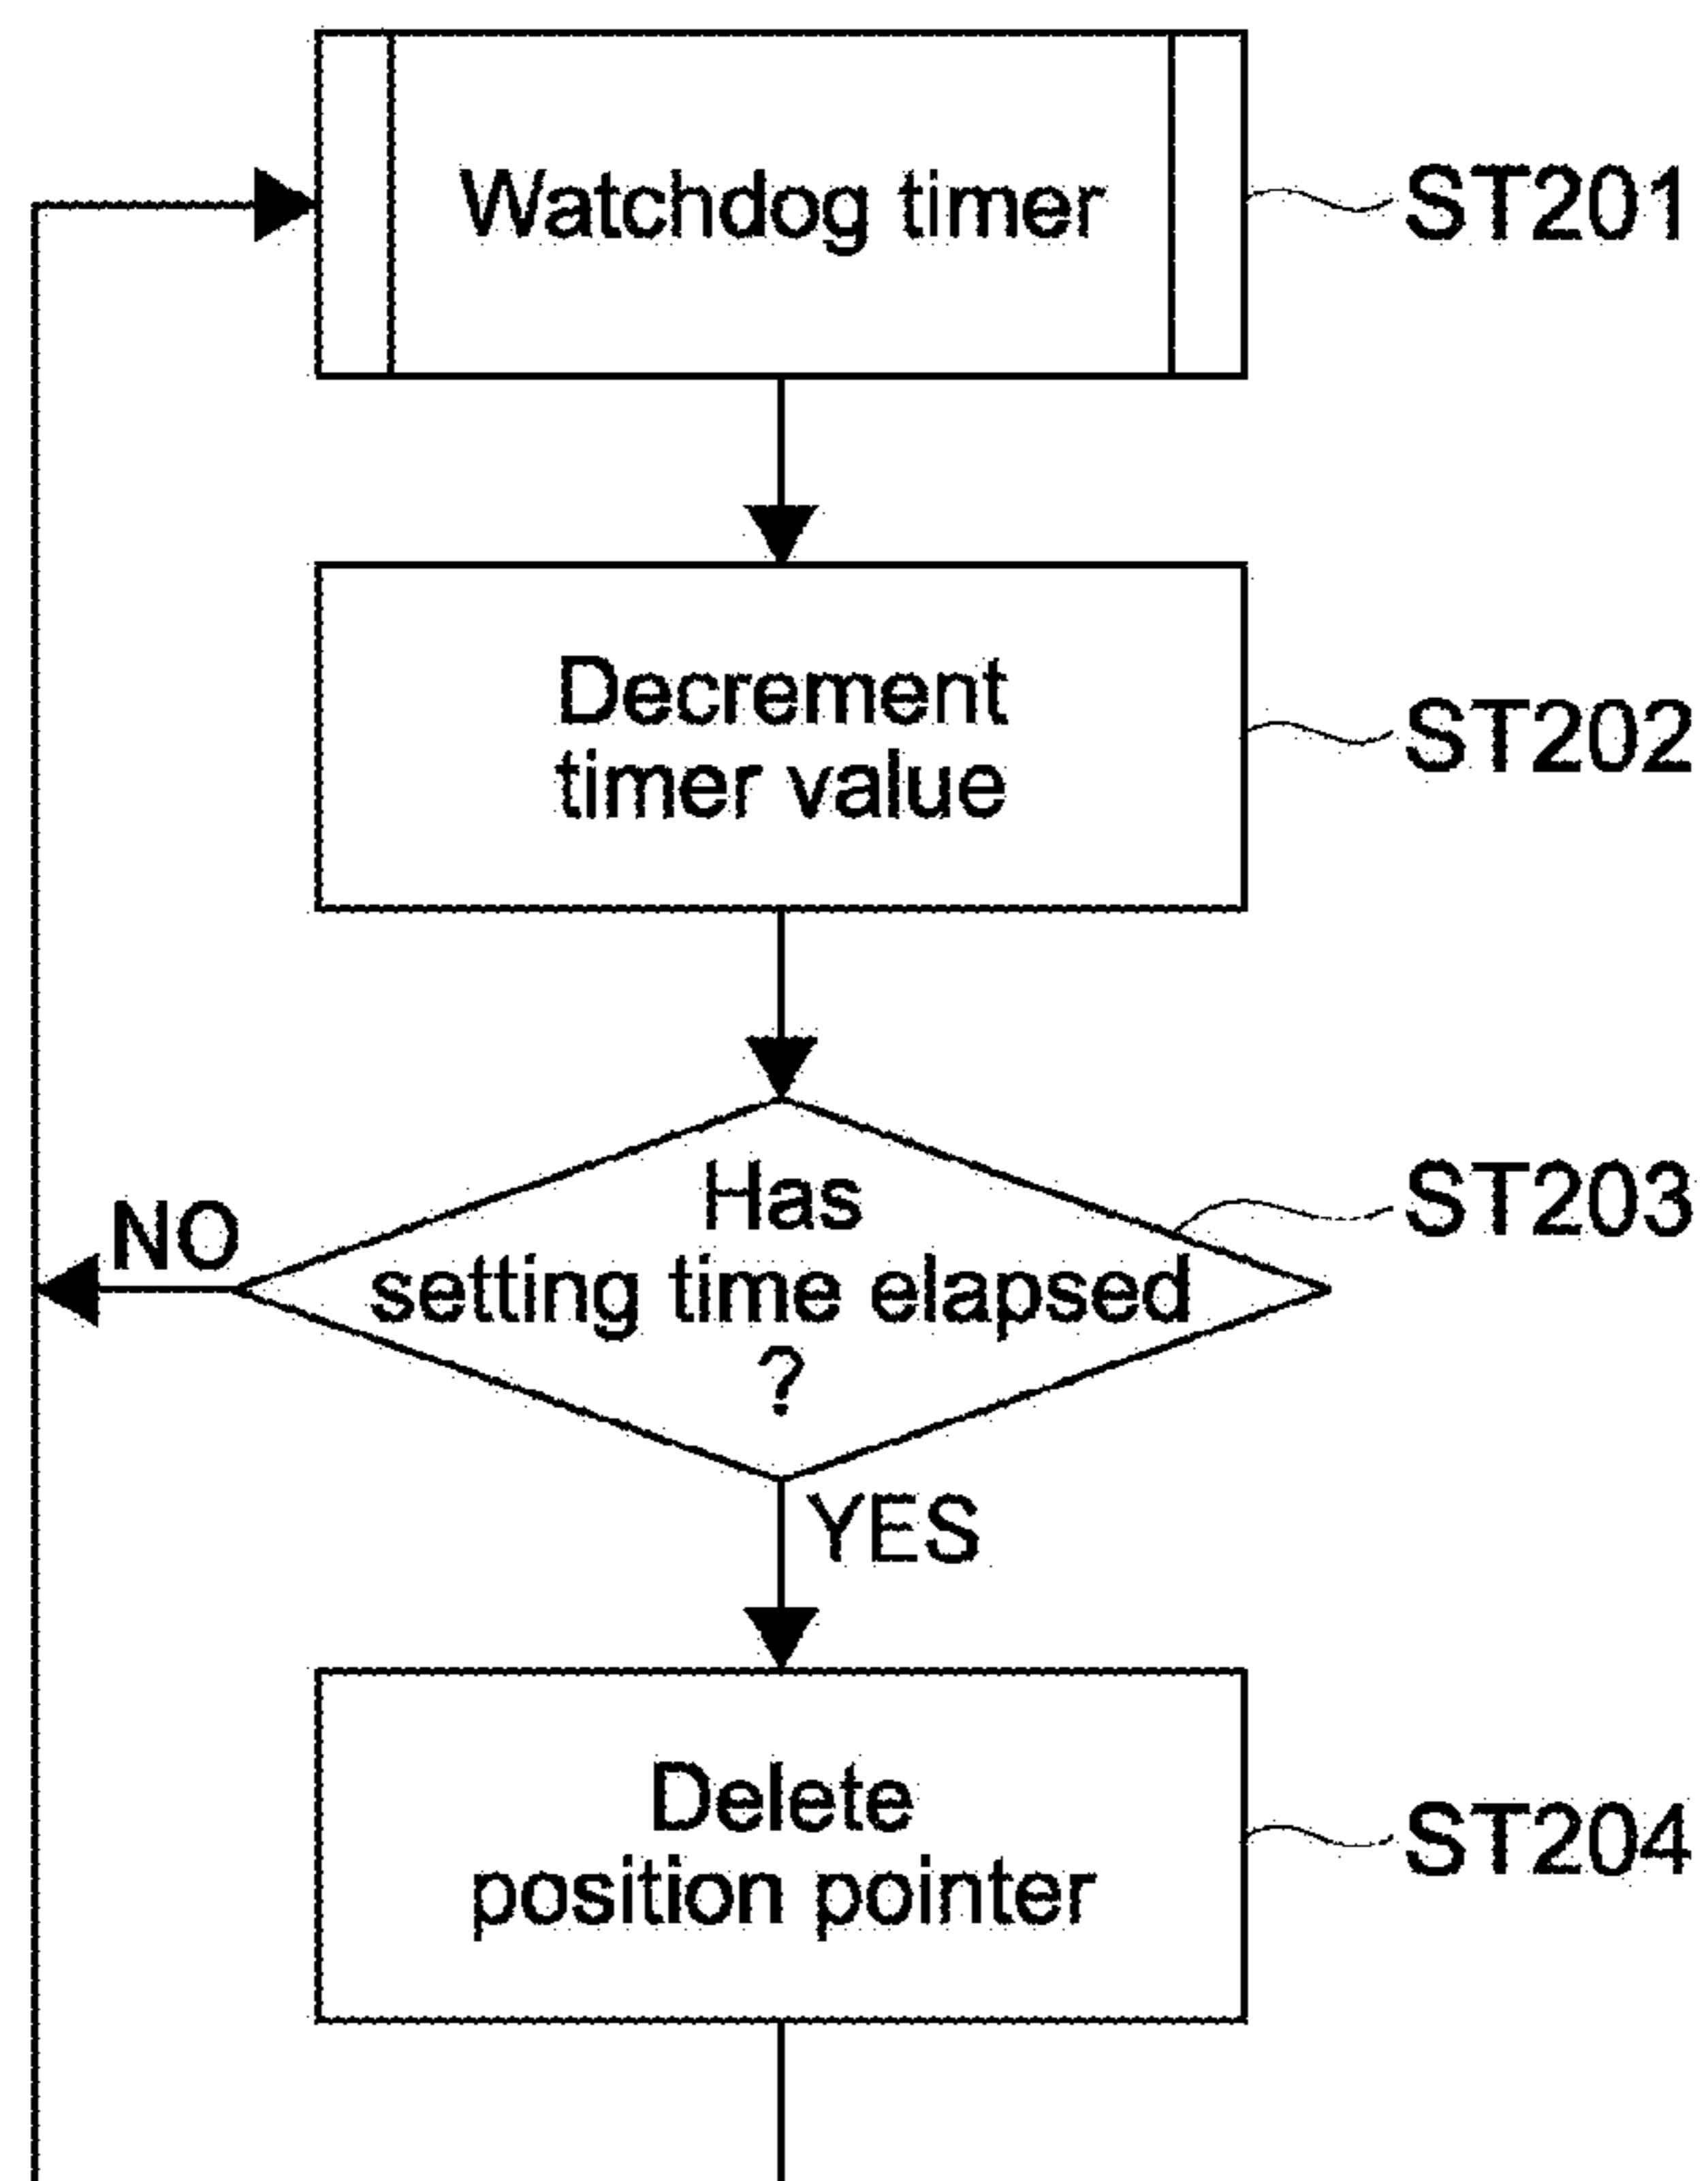 Watchdog timer
ST201
Decrement
timer value
ST202
Has
setting time elapsed
?
ST203
NO
YES
Delete
position pointer
ST204